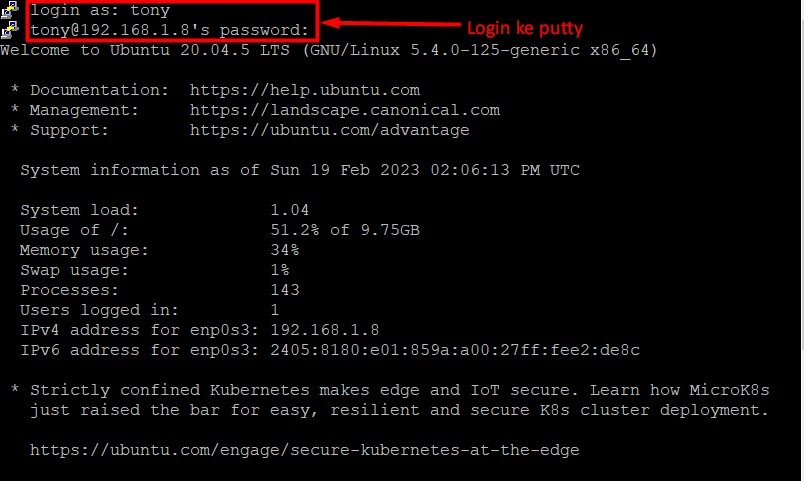 login as: tony
tony@192.168.1.8's password:
Login ke putty
Welcome to Ubuntu 20.04.5 LTS (GNU/Linux 5.4.0-125-generic x86_64)
* Documentation: https://help.ubuntu.com
* Management: https://landscape.canonical.com
* Support: https://ubuntu.com/advantage
System information as of Sun 19 Feb 2023 02:06:13 PM UTC
System load: 1.04
Usage of /: 51.2% of 9.75GB
Memory usage: 34%
Swap usage: 1%
Processes: 143
Users logged in: 1
IPv4 address for enp0s3: 192.168.1.8
IPv6 address for enp0s3: 2405:8180:e01:859a:a00:27ff:fee2:de8c
* Strictly confined Kubernetes makes edge and IoT secure. Learn how MicroK8s
just raised the bar for easy, resilient and secure K8s cluster deployment.
https://ubuntu.com/engage/secure-kubernetes-at-the-edge